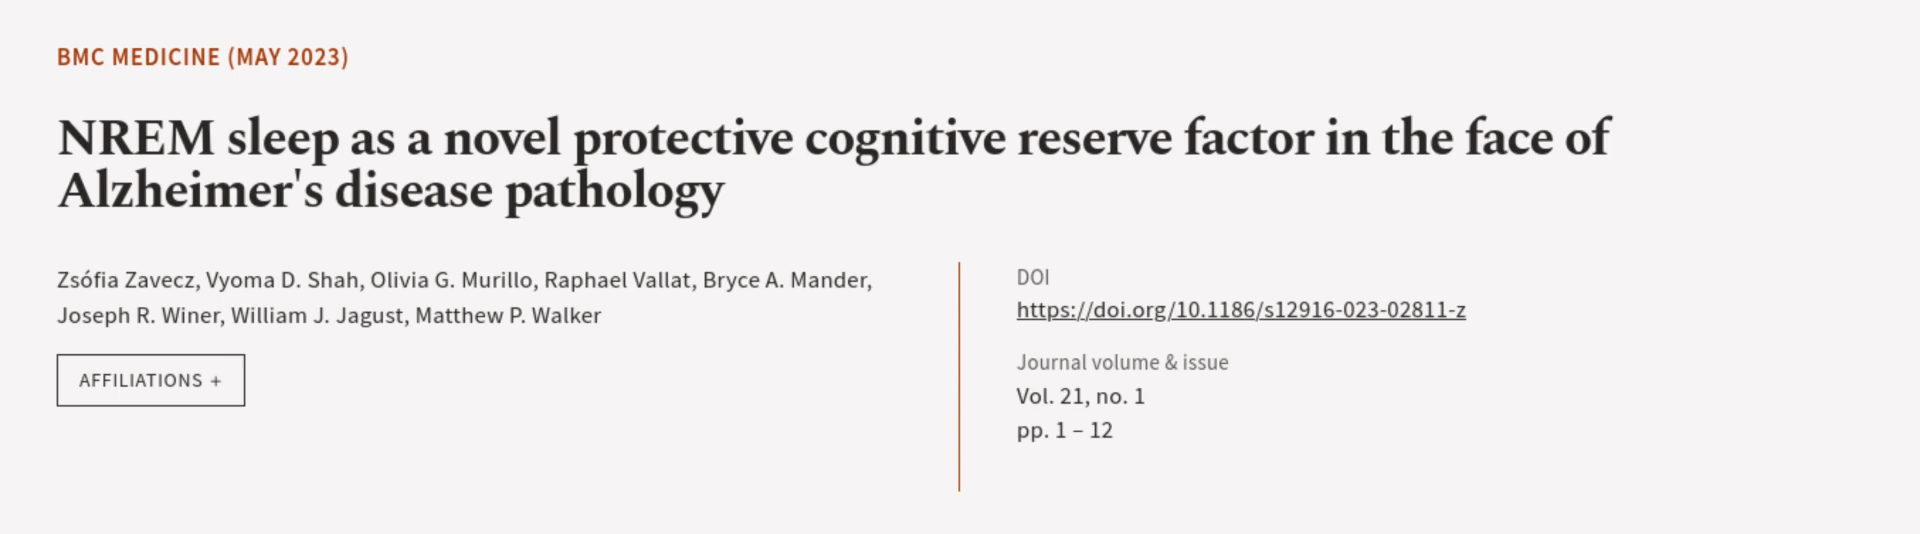 BMC MEDICINE (MAY 2023)
NREM sleep as a novel protective cognitive reserve factor in the face of
Alzheimer's disease pathology
Zsófia Zavecz, Vyoma D. Shah, Olivia G. Murillo, Raphael Vallat, Bryce A. Mander,
Joseph R. Winer, William J. Jagust, Matthew P. Walker
AFFILIATIONS +
DOI
https://doi.org/10.1186/s12916-023-02811-z
Journal volume & issue
Vol. 21, no. 1
pp. 1 – 12